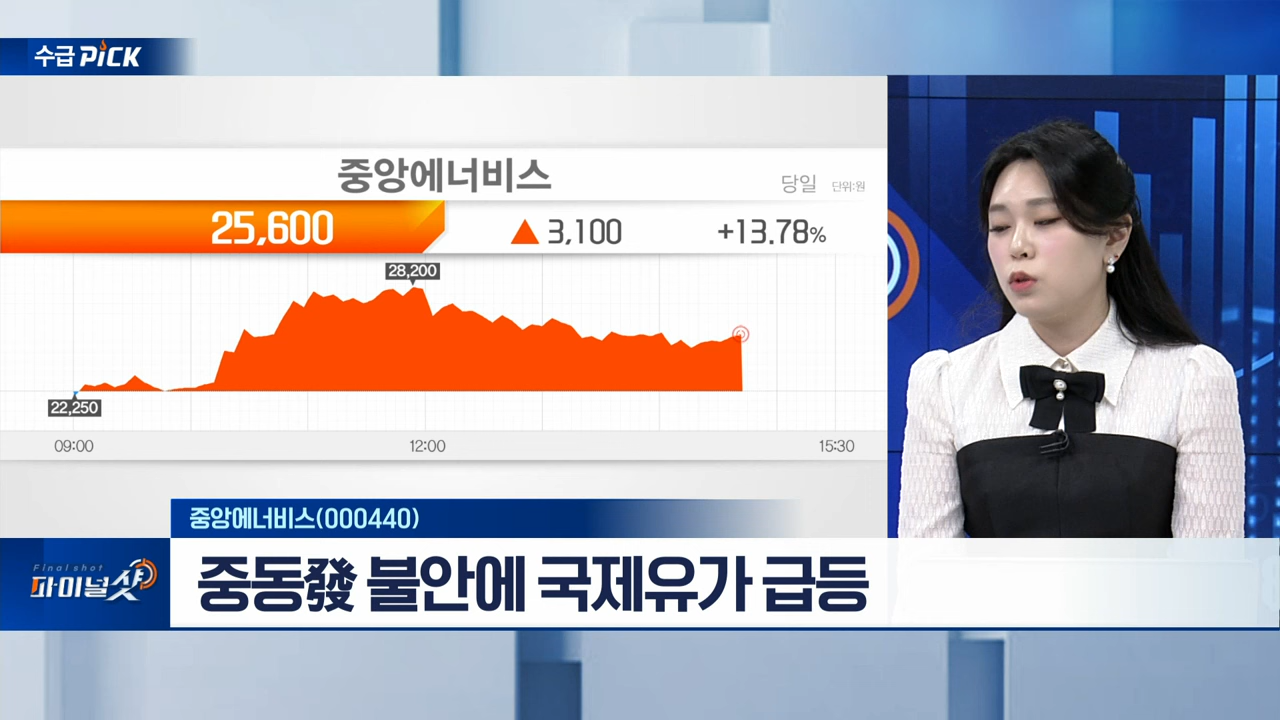 수급 PiCK
중앙에너비스
당일 단위:원
25,600 ▲ 3,100 +13.78%
28,200
22,250
09:00 12:00 15:30
중앙에너비스(000440)
Final shot
파이널샷
중동發 불안에 국제유가 급등